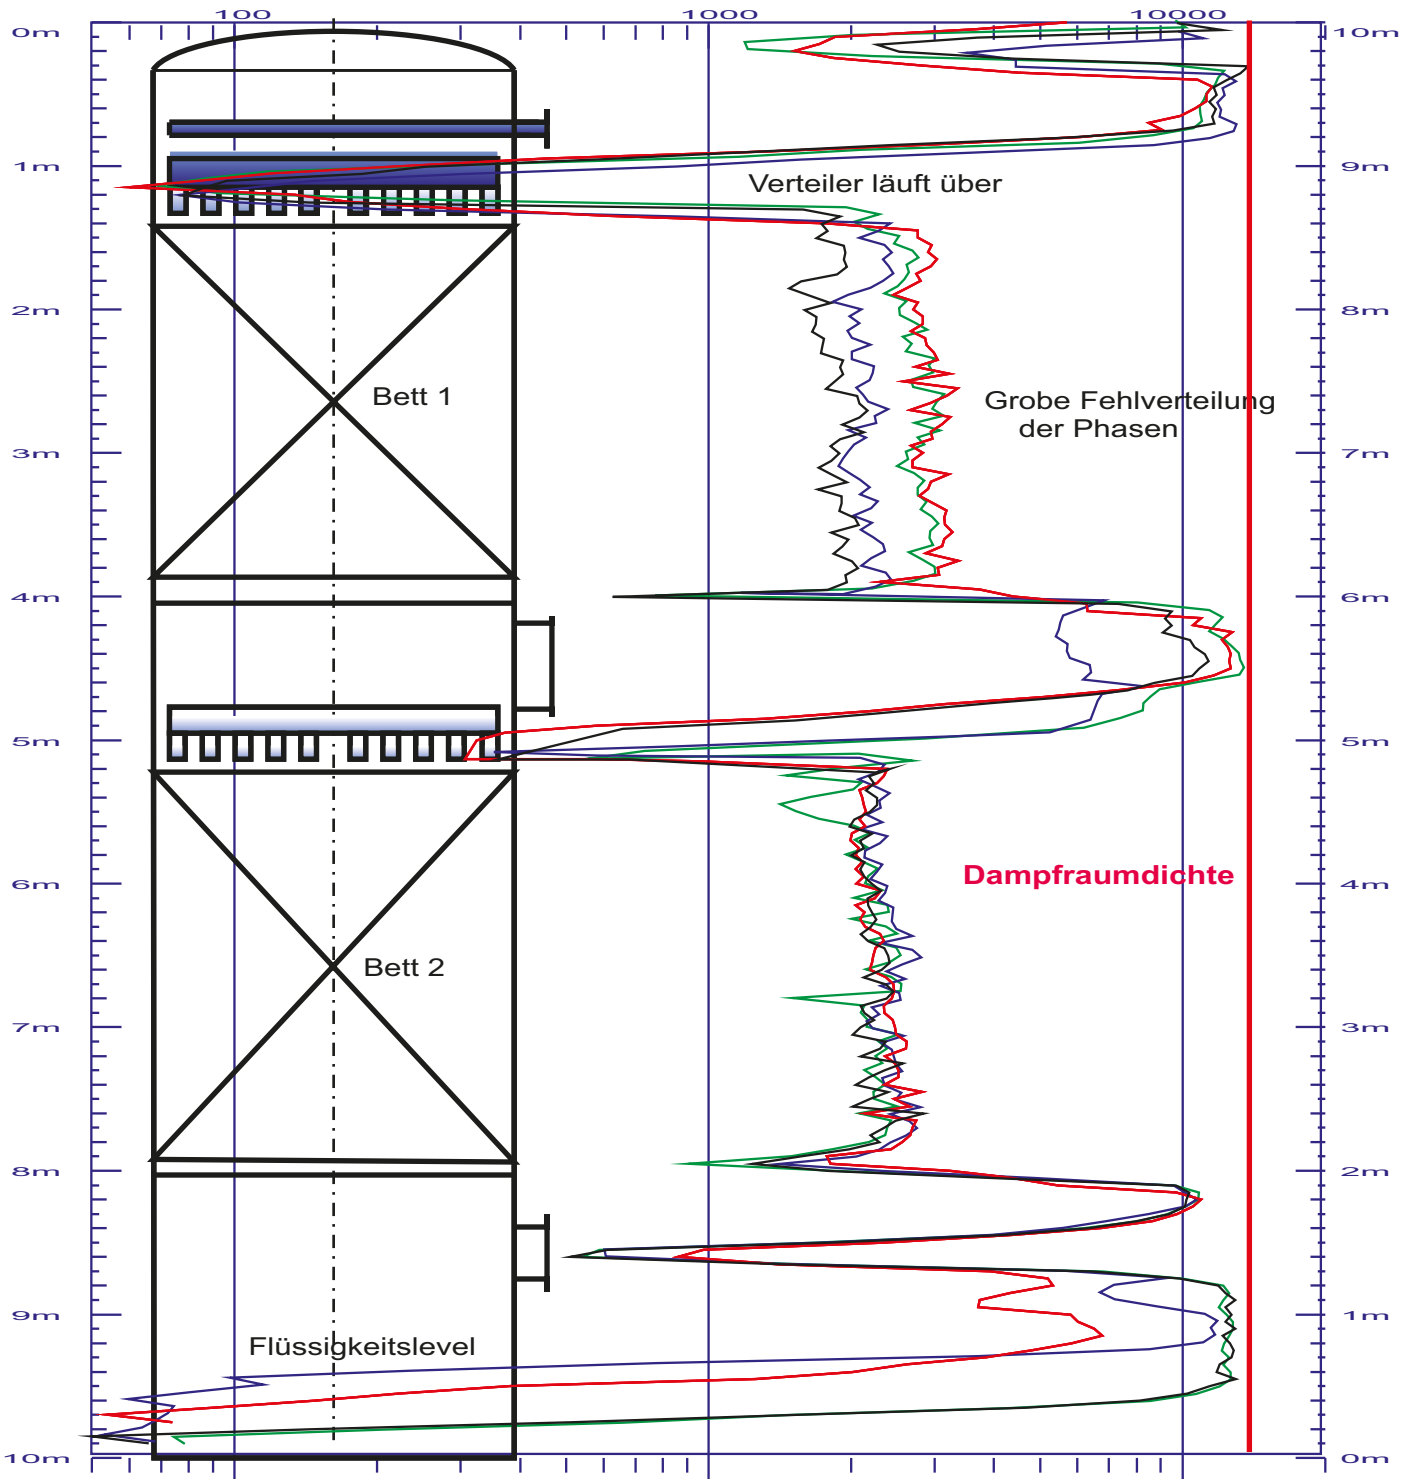 100 1000 10000
0m 10m
1m 9m
Verteiler läuft über
2m 8m
Bett 1
Grobe Fehlverteilung
der Phasen
3m 7m
4m 6m
5m 5m
Dampfraumdichte
6m 4m
Bett 2
7m 3m
8m 2m
9m 1m
Flüssigkeitslevel
10m 0m